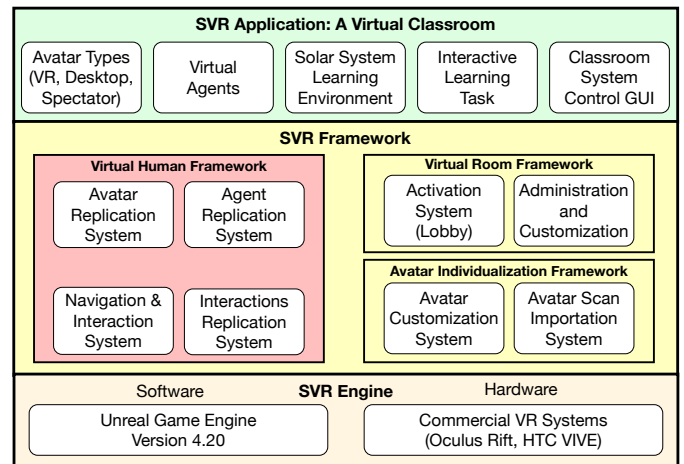 SVR Application: A Virtual Classroom
Avatar Types
(VR, Desktop,
Spectator)
Virtual
Agents
Solar System
Learning
Environment
Interactive
Learning
Task
Classroom
System
Control GUI
SVR Framework
Virtual Human Framework
Avatar
Replication
System
Agent
Replication
System
Navigation &
Interaction
System
Interactions
Replication
System
Virtual Room Framework
Activation
System
(Lobby)
Administration
and
Customization
Avatar Individualization Framework
Avatar
Customization
System
Avatar Scan
Importation
System
Software
SVR Engine
Hardware
Unreal Game Engine
Version 4.20
Commercial VR Systems
(Oculus Rift, HTC VIVE)